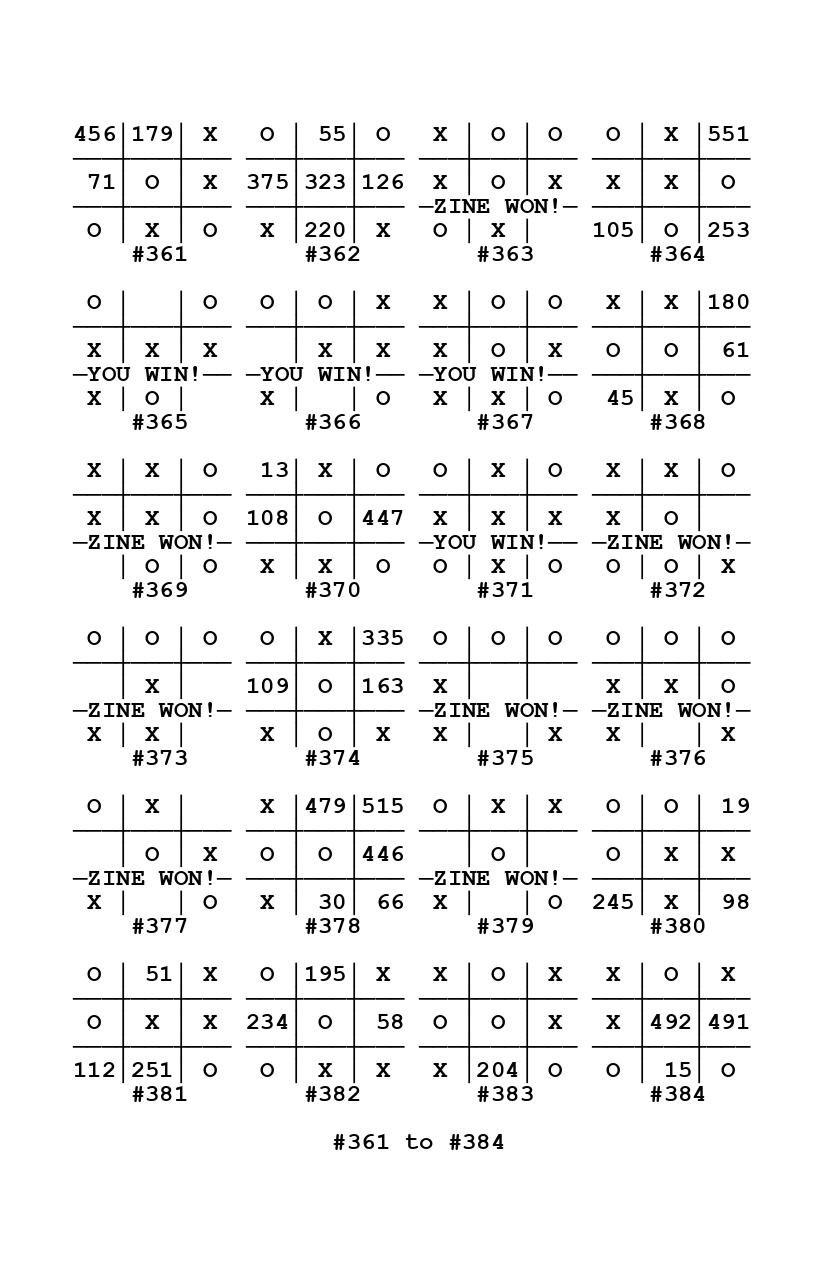 456|179| X   O | 55| O   X | O | O   O | X |551
71| O | X  375|323|126  X | O | X   X | X | O
—ZINE WON!—
O | X | O   X |220| X   O | X |    105| O |253
#361 #362 #363 #364
O |   | O   O | O | X   X | O | O   X | X |180
X | X | X     | X | X   X | O | X   O | O | 61
—YOU WIN!—— —YOU WIN!—— —YOU WIN!——
X | O |     X |   | O   X | X | O   45| X | O
#365 #366 #367 #368
X | X | O   13| X | O   O | X | O   X | X | O
X | X | O  108| O |447  X | X | X   X | O |
—ZINE WON!— —YOU WIN!—— —ZINE WON!—
| O | O   X | X | O   O | X | O   O | O | X
#369 #370 #371 #372
O | O | O   O | X |335  O | O | O   O | O | O
| X |    109| O |163  X |   |     X | X | O
—ZINE WON!— —ZINE WON!— —ZINE WON!—
X | X |     X | O | X   X |   | X   X |   | X
#373 #374 #375 #376
O | X |     X |479|515  O | X | X   O | O | 19
| O | X   O | O |446    | O |     O | X | X
—ZINE WON!— —ZINE WON!—
X |   | O   X | 30| 66  X |   | O  245| X | 98
#377 #378 #379 #380
O | 51| X   O |195| X   X | O | X   X | O | X
O | X | X  234| O | 58  O | O | X   X |492|491
112|251| O   O | X | X   X |204| O   O | 15| O
#381 #382 #383 #384
#361 to #384